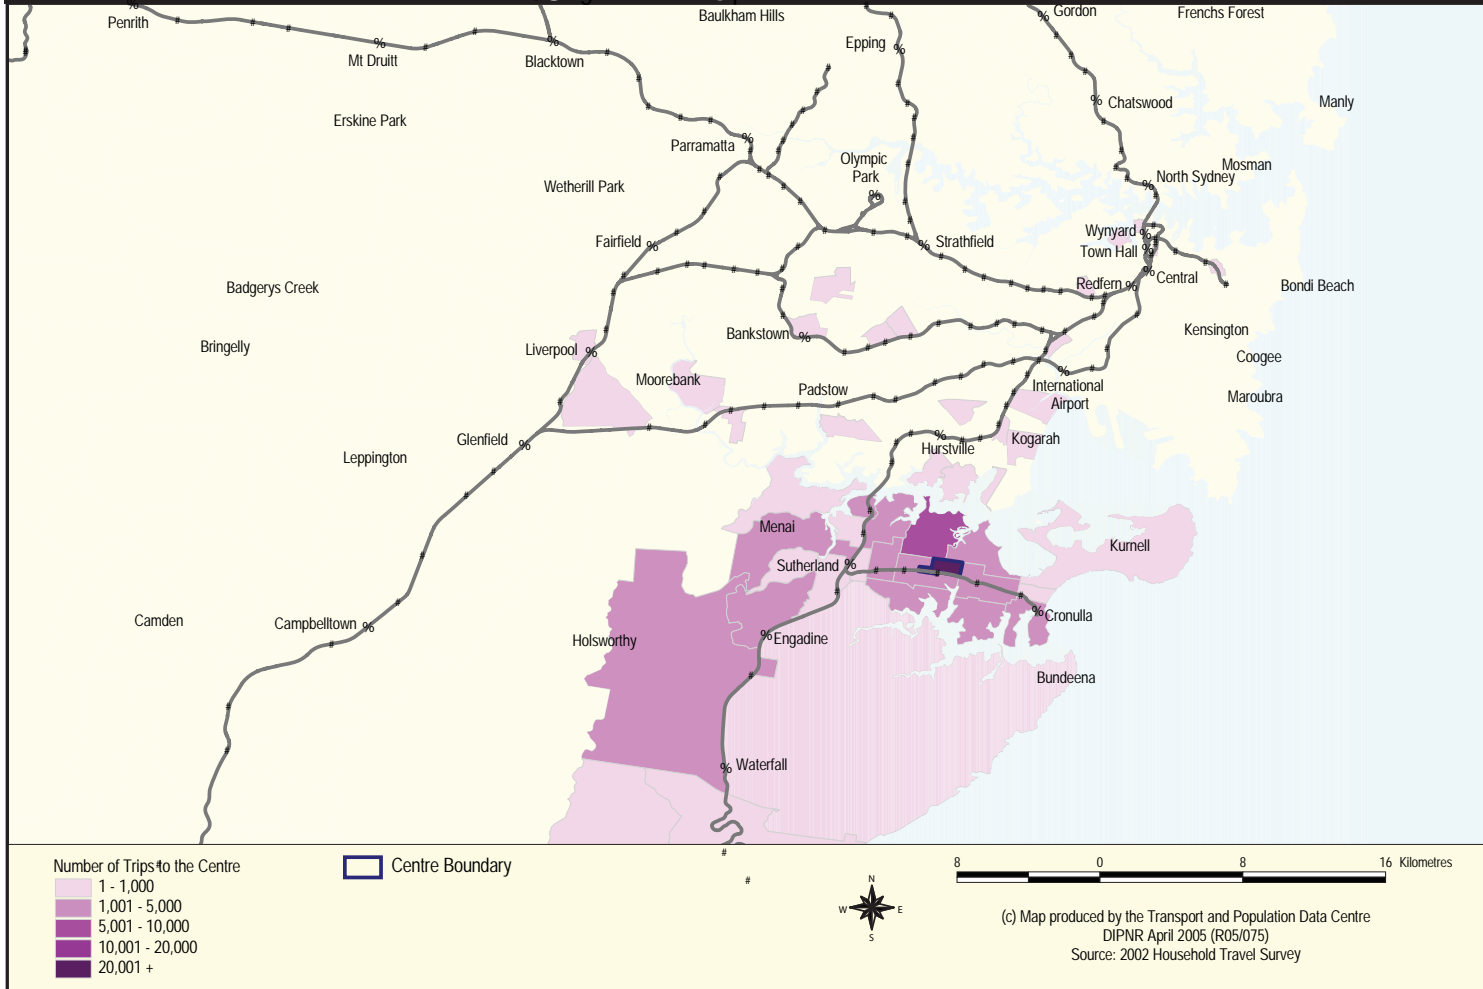 Penrith
Baulkham Hills
Gordon
Frenchs Forest
Mt Druitt
Blacktown
Epping
Erskine Park
Chatswood
Manly
Parramatta
Olympic
Park
Mosman
North Sydney
Wetherill Park
Fairfield
Strathfield
Wynyard
Town Hall
Central
Redfern
Badgerys Creek
Bondi Beach
Bringelly
Liverpool
Bankstown
Kensington
Coogee
Moorebank
Padstow
International
Airport
Maroubra
Glenfield
Leppington
Hurstville
Kogarah
Menai
Kurnell
Sutherland
Camden
Campbelltown
Holsworthy
Engadine
Cronulla
Bundeena
Waterfall
Number of Trips to the Centre
1 - 1,000
1,001 - 5,000
5,001 - 10,000
10,001 - 20,000
20,001 +
Centre Boundary
N
W E
S
8 0 8 16 Kilometres
(c) Map produced by the Transport and Population Data Centre
DIPNR April 2005 (R05/075)
Source: 2002 Household Travel Survey